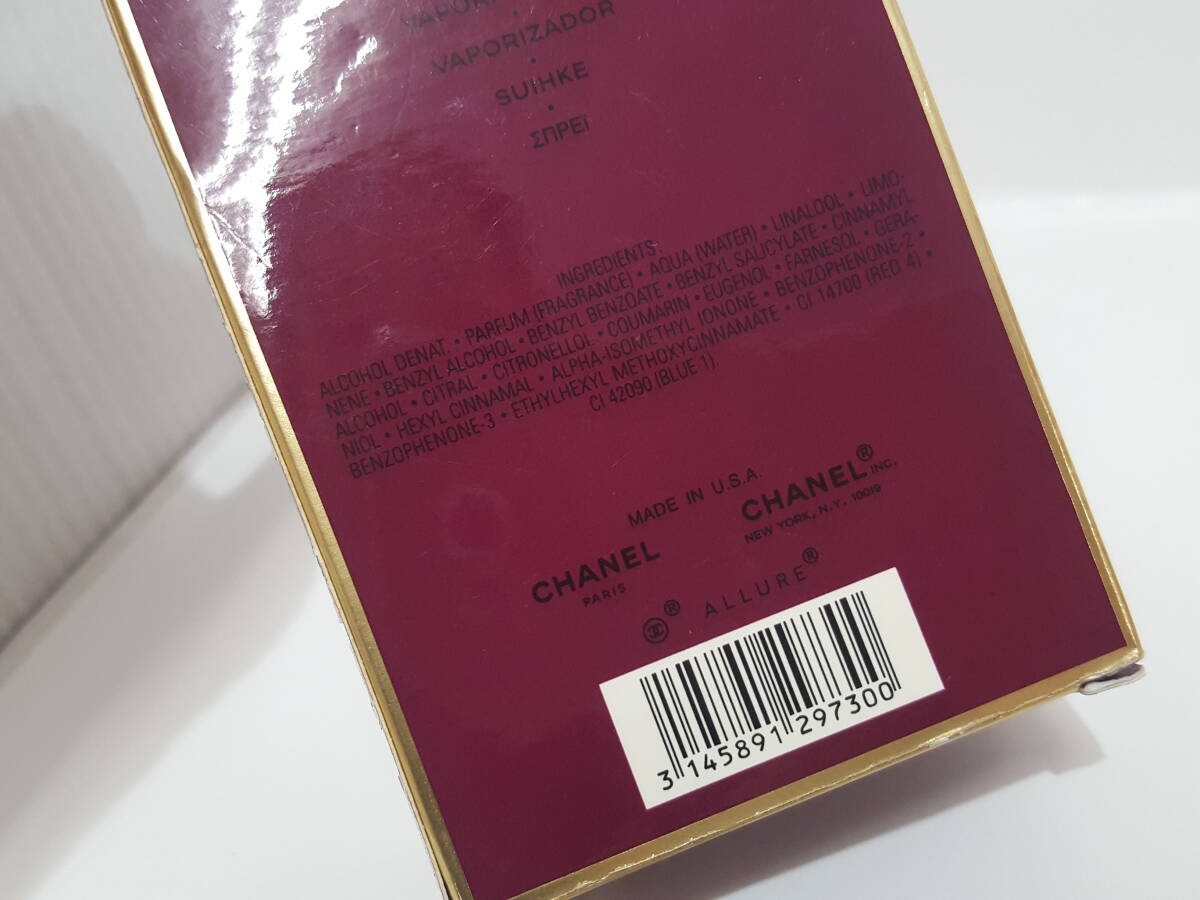 VAPORIZADOR
•
SUIHKE
•
ΣΠΡΕΪ
INGREDIENTS:
ALCOHOL DENAT. • PARFUM (FRAGRANCE) • AQUA (WATER) • LINALOOL • LIMO-
NENE • BENZYL ALCOHOL • BENZYL BENZOATE • BENZYL SALICYLATE • CINNAMYL
ALCOHOL • CITRAL • CITRONELLOL • COUMARIN • EUGENOL • FARNESOL • GERA-
NIOL • HEXYL CINNAMAL • ALPHA-ISOMETHYL IONONE • BENZOPHENONE-2 •
BENZOPHENONE-3 • ETHYLHEXYL METHOXYCINNAMATE • CI 14700 (RED 4) •
CI 42090 (BLUE 1).
MADE IN U.S.A.
CHANEL
PARIS
CHANEL® INC.
NEW YORK, N.Y. 10019
® ALLURE®
3 145891 297300